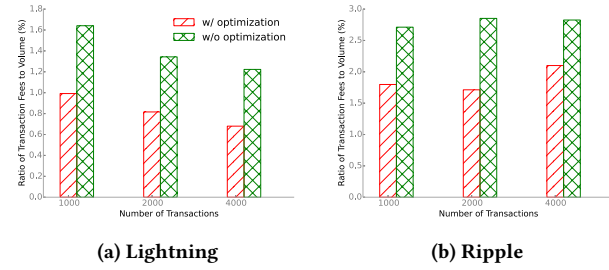 Ratio of Transaction Fees to Volume (%)
1.8
1.6
1.4
1.2
1.0
0.8
0.6
0.4
0.2
0.0
w/ optimization
w/o optimization
1000 2000 4000
Number of Transactions
(a) Lightning
Ratio of Transaction Fees to Volume (%)
3.0
2.5
2.0
1.5
1.0
0.5
0.0
1000 2000 4000
Number of Transactions
(b) Ripple